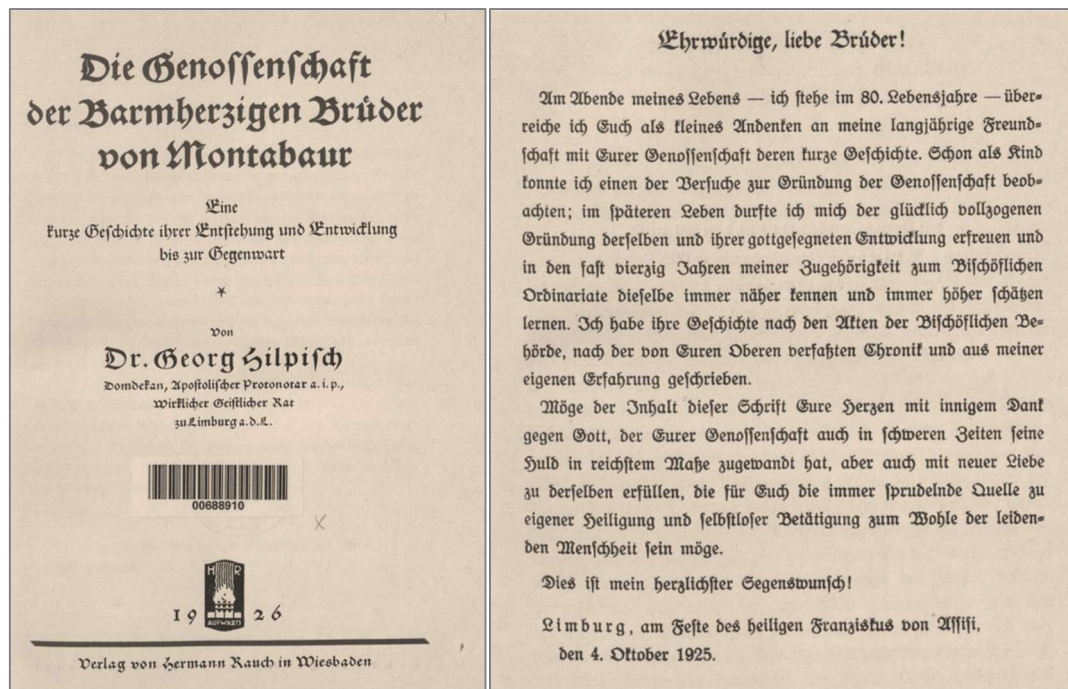 Die Genossenschaft
der Barmherzigen Brüder
von Montabaur
Eine
kurze Geschichte ihrer Entstehung und Entwicklung
bis zur Gegenwart
*
Von
Dr. Georg Hilpisch
Domdekan, Apostolischer Protonotar a. i. p.,
Wirklicher Geistlicher Rat
zu Limburg a. d. L.
00688910
H R
AUFWÄRTS
1926
Verlag von Hermann Rauch in Wiesbaden
Ehrwürdige, liebe Brüder!
Am Abende meines Lebens — ich stehe im 80. Lebensjahre — über-
reiche ich Euch als kleines Andenken an meine langjährige Freund-
schaft mit Eurer Genossenschaft deren kurze Geschichte. Schon als Kind
konnte ich einen der Versuche zur Gründung der Genossenschaft beob-
achten; im späteren Leben durfte ich mich der glücklich vollzogenen
Gründung derselben und ihrer gottgesegneten Entwicklung erfreuen und
in den fast vierzig Jahren meiner Zugehörigkeit zum Bischöflichen
Ordinariate dieselbe immer näher kennen und immer höher schätzen
lernen. Ich habe ihre Geschichte nach den Akten der Bischöflichen Be-
hörde, nach der von Euren Oberen verfaßten Chronik und aus meiner
eigenen Erfahrung geschrieben.
Möge der Inhalt dieser Schrift Eure Herzen mit innigem Dank
gegen Gott, der Eurer Genossenschaft auch in schweren Zeiten seine
Huld in reichstem Maße zugewandt hat, aber auch mit neuer Liebe
zu derselben erfüllen, die für Euch die immer sprudelnde Quelle zu
eigener Heiligung und selbstloser Betätigung zum Wohle der leiden-
den Menschheit sein möge.
Dies ist mein herzlichster Segenswunsch!
Limburg, am Feste des heiligen Franziskus von Assisi,
den 4. Oktober 1925.